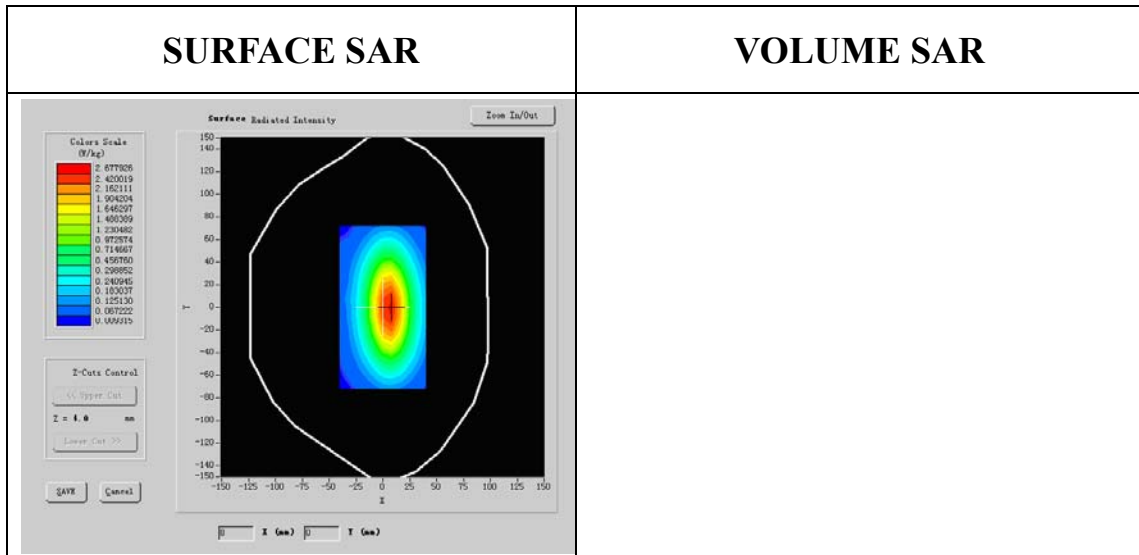 SURFACE SAR
VOLUME SAR
Surface Radiated Intensity
Zoom In/Out
Colors Scale
(W/kg)
2.677926
2.420019
2.162111
1.904204
1.646297
1.488389
1.230482
0.972574
0.714667
0.456760
0.298852
0.240945
0.183037
0.125130
0.067222
0.009315
Z-Cuts Control
<< Upper Cut
Z = 4.0 mm
Lower Cut >>
SAVE Cancel
150
140
120
100
80
60
40
20
0
-20
-40
-60
-80
-100
-120
-140
-150
Y
-150 -125 -100 -75 -50 -25 0 25 50 75 100 125 150
X
0 X (mm) 0 Y (mm)